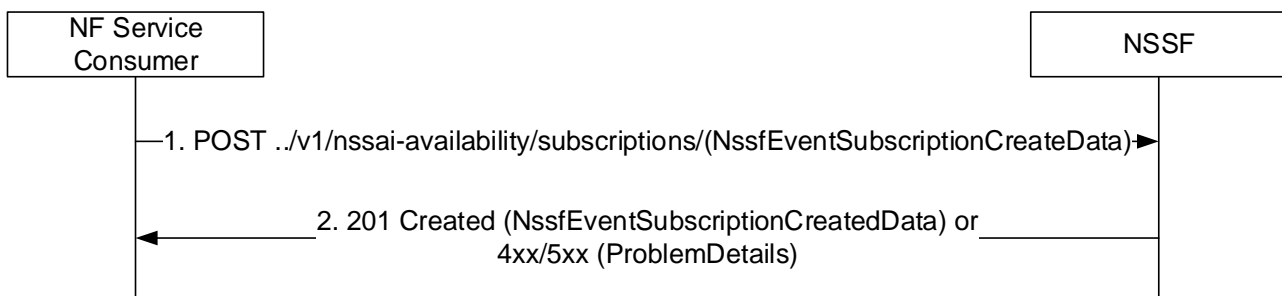 NF Service
Consumer
NSSF
1. POST ../v1/nssai-availability/subscriptions/(NssfEventSubscriptionCreateData)
2. 201 Created (NssfEventSubscriptionCreatedData) or
4xx/5xx (ProblemDetails)